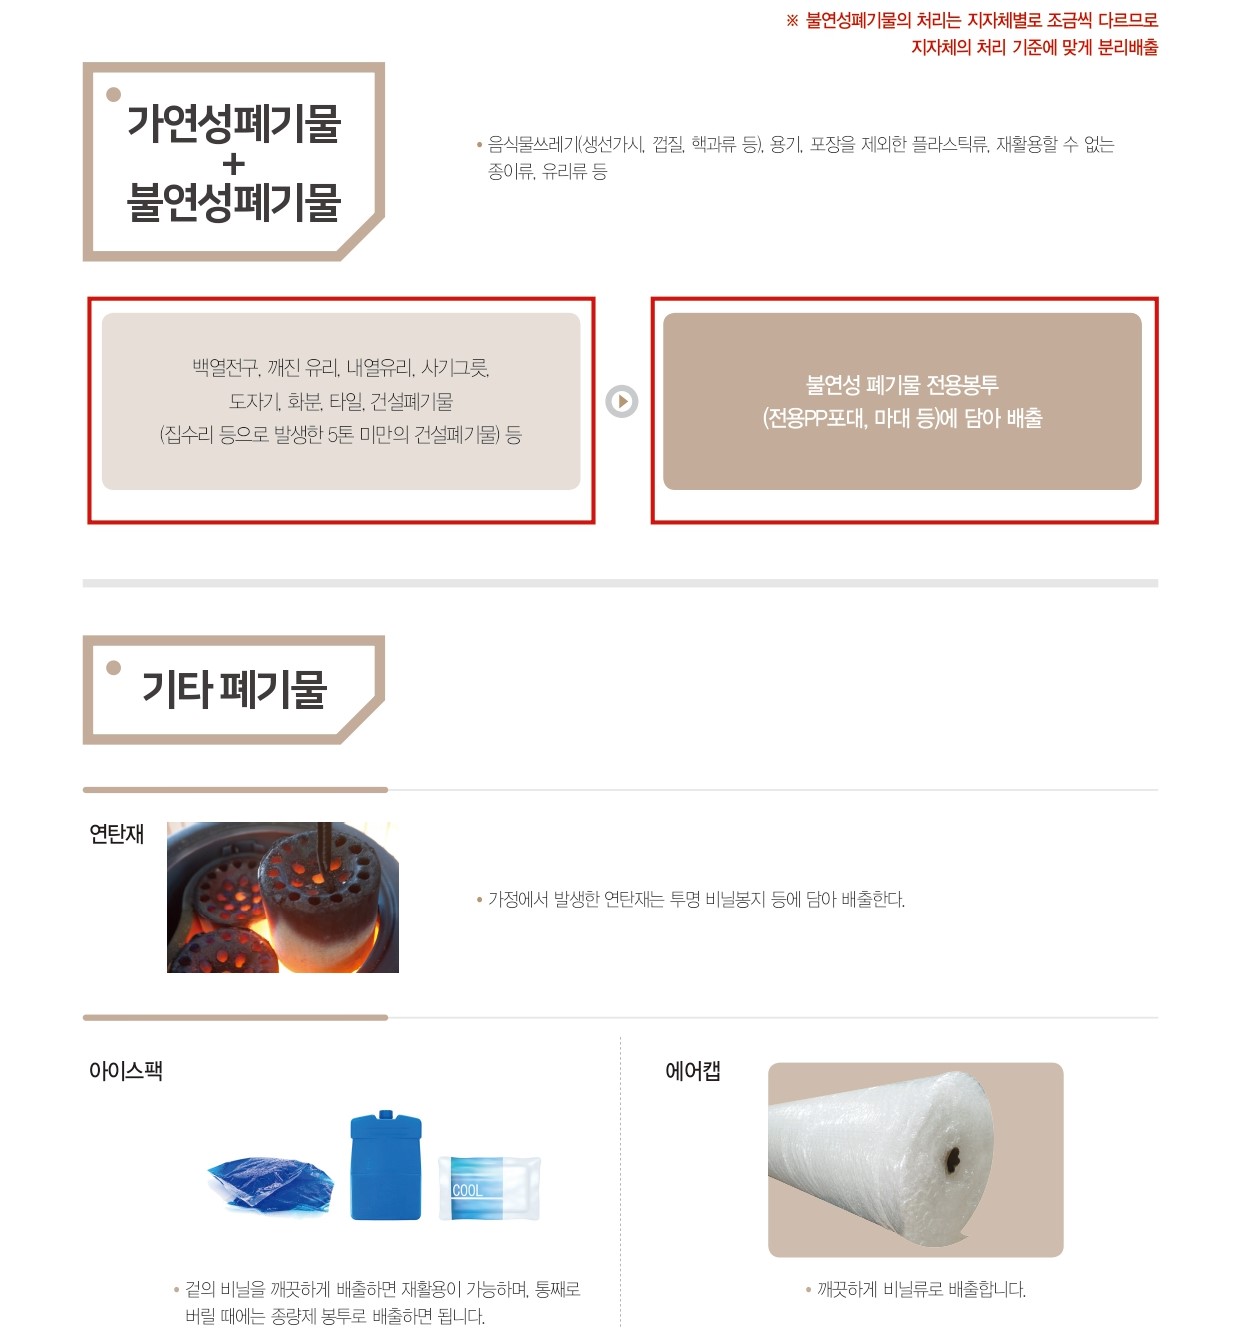 ※ 불연성폐기물의 처리는 지자체별로 조금씩 다르므로
지자체의 처리 기준에 맞게 분리배출
가연성폐기물
+
불연성폐기물
• 음식물쓰레기(생선가시, 껍질, 핵과류 등), 용기, 포장을 제외한 플라스틱류, 재활용할 수 없는
종이류, 유리류 등
백열전구, 깨진 유리, 내열유리, 사기그릇,
도자기, 화분, 타일, 건설폐기물
(집수리 등으로 발생한 5톤 미만의 건설폐기물) 등
불연성 폐기물 전용봉투
(전용PP포대, 마대 등)에 담아 배출
기타 폐기물
연탄재
• 가정에서 발생한 연탄재는 투명 비닐봉지 등에 담아 배출한다.
아이스팩
COOL
• 겉의 비닐을 깨끗하게 배출하면 재활용이 가능하며, 통째로
버릴 때에는 종량제 봉투로 배출하면 됩니다.
에어캡
• 깨끗하게 비닐류로 배출합니다.